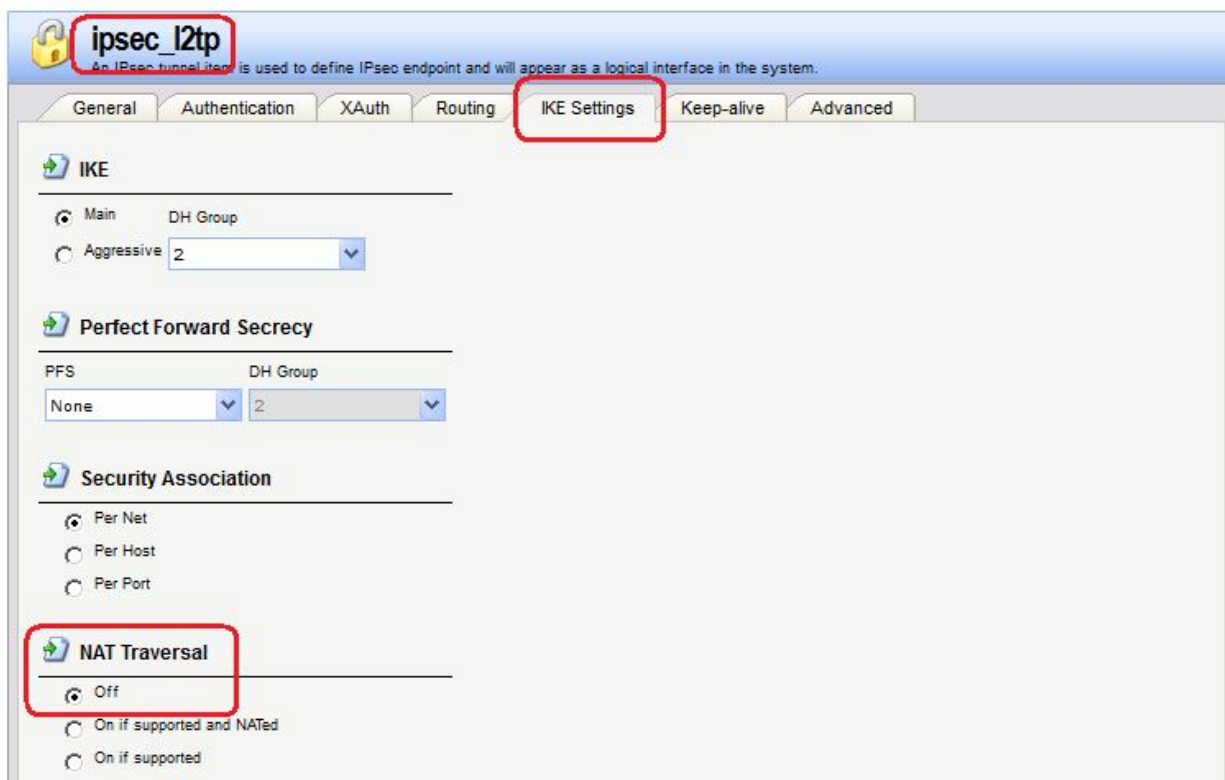 ipsec_l2tp
An IPsec tunnel item is used to define IPsec endpoint and will appear as a logical interface in the system.
General Authentication XAuth Routing IKE Settings Keep-alive Advanced
IKE
Main DH Group
Aggressive 2
Perfect Forward Secrecy
PFS DH Group
None 2
Security Association
Per Net
Per Host
Per Port
NAT Traversal
Off
On if supported and NATed
On if supported